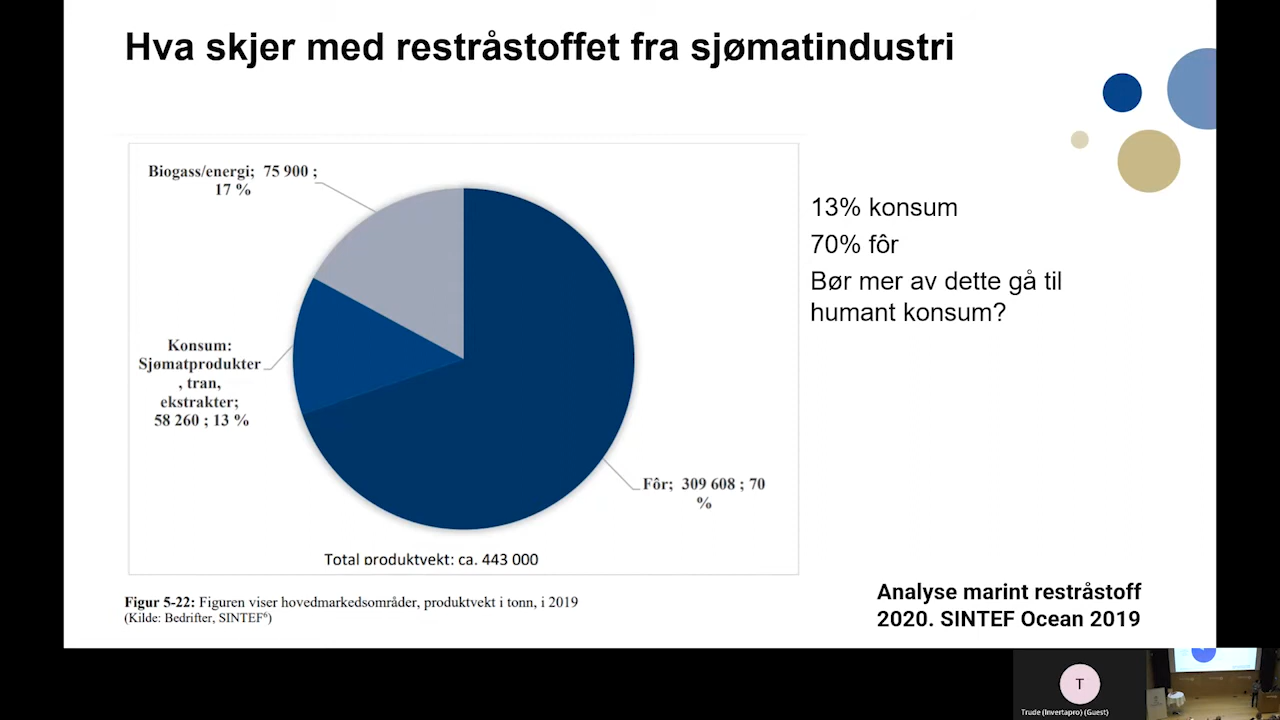 Hva skjer med restråstoffet fra sjømatindustri
Biogass/energi; 75 900 ;
17 %
Konsum:
Sjømatprodukter
, tran,
ekstrakter;
58 260 ; 13 %
Fôr; 309 608 ; 70
%
Total produktvekt: ca. 443 000
Figur 5-22: Figuren viser hovedmarkedsområder, produktvekt i tonn, i 2019
(Kilde: Bedrifter, SINTEF⁶)
13% konsum
70% fôr
Bør mer av dette gå til
humant konsum?
Analyse marint restråstoff
2020. SINTEF Ocean 2019
T
Trude (Invertapro) (Guest)